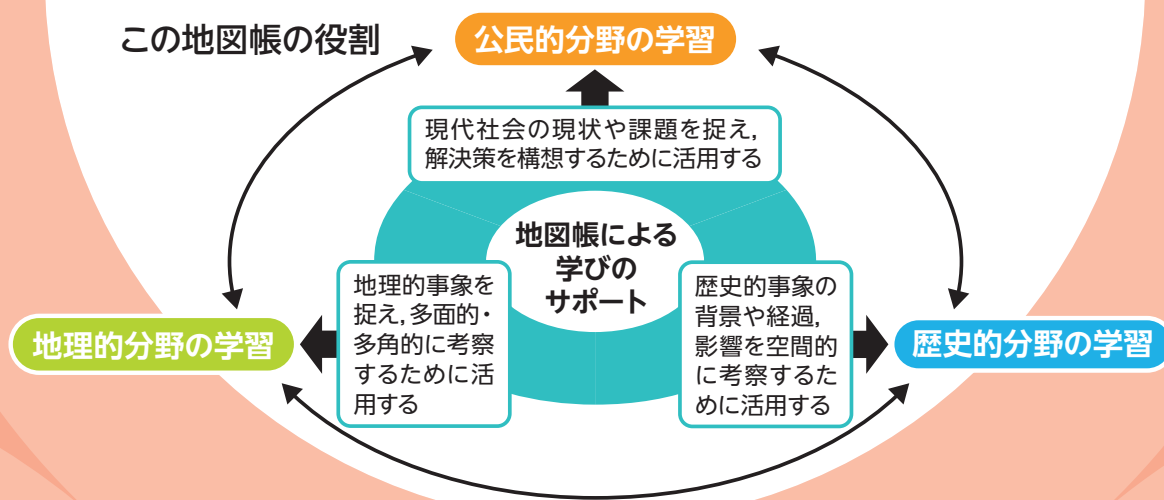 この地図帳の役割
公民的分野の学習
現代社会の現状や課題を捉え,
解決策を構想するために活用する
地図帳による
学びの
サポート
地理的事象を
捉え,多面的・
多角的に考察
するために活
用する
歴史的事象の
背景や経過,
影響を空間的
に考察するた
めに活用する
地理的分野の学習
歴史的分野の学習